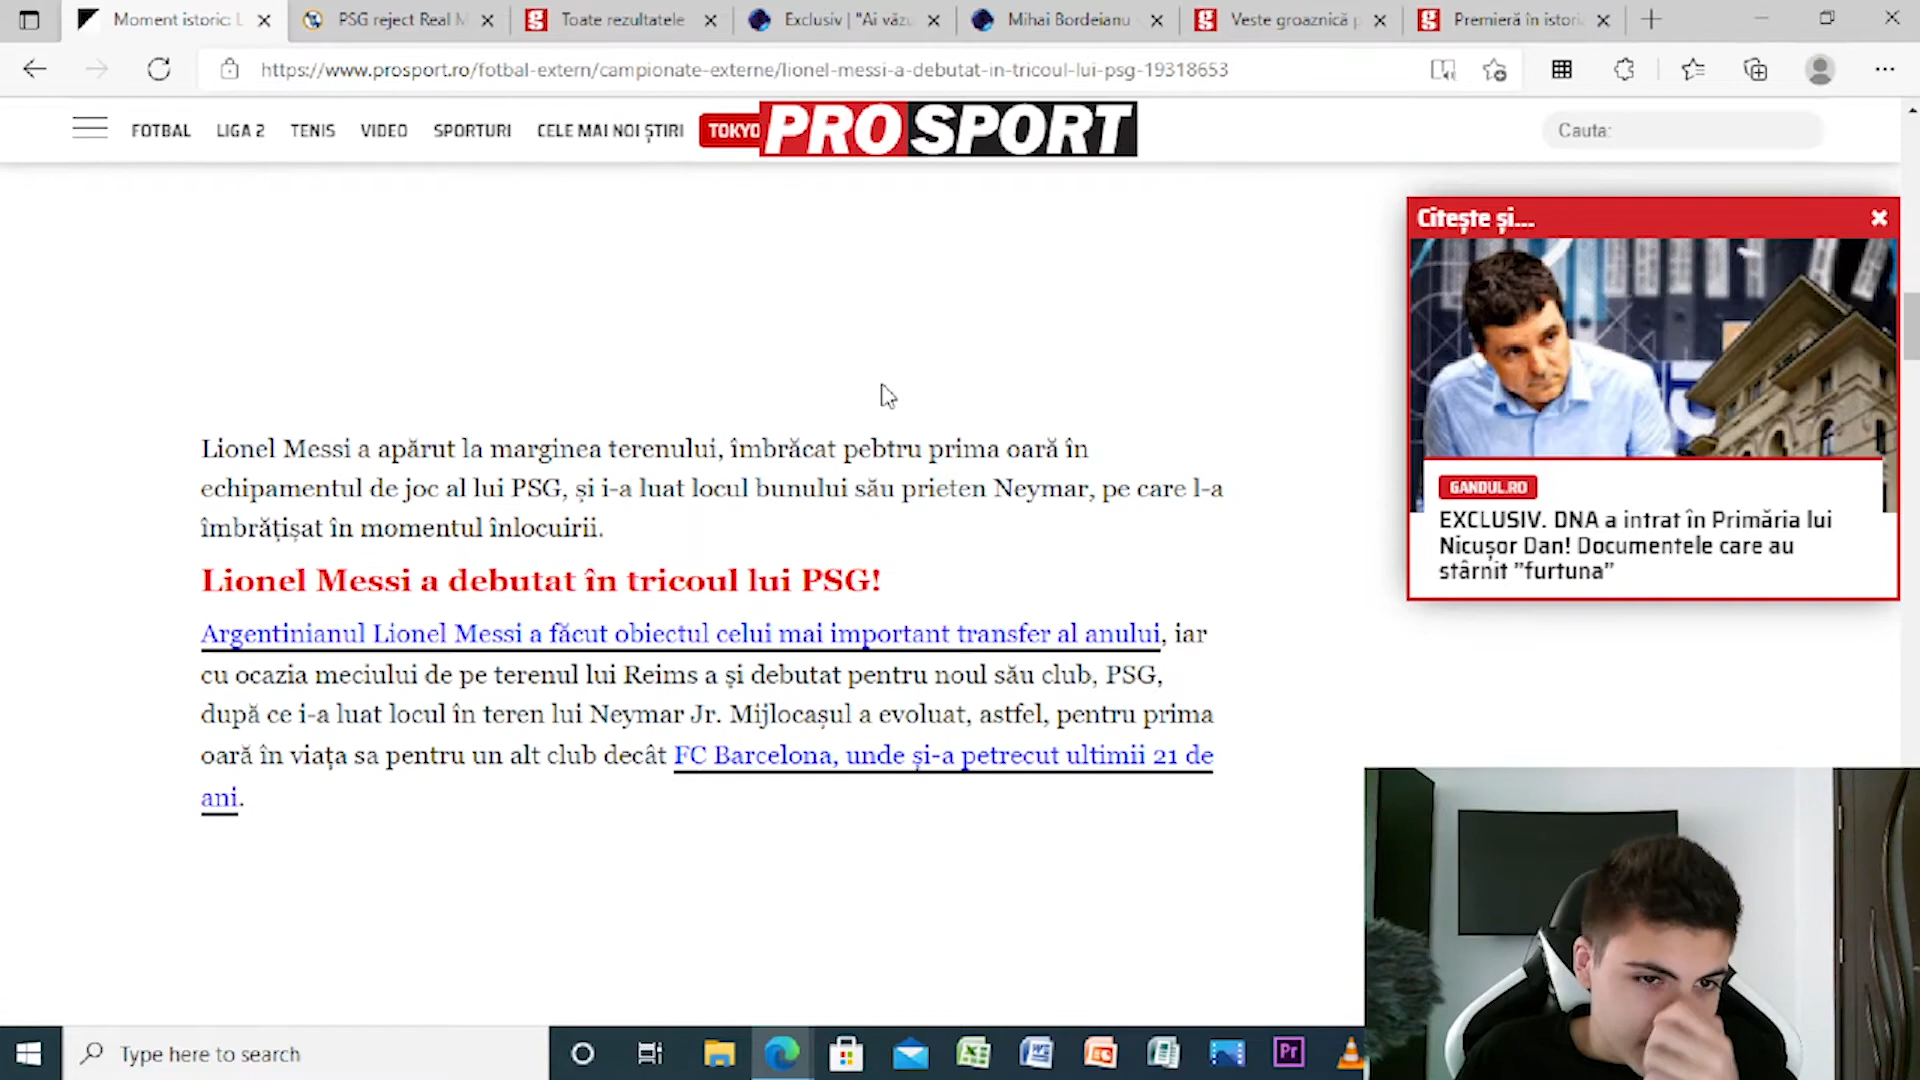 Moment istoric: L
PSG reject Real M
Toate rezultatele
Exclusiv | "Ai văzu
Mihai Bordeianu
Veste groaznică p
Premieră în istori
https://www.prosport.ro/fotbal-extern/campionate-externe/lionel-messi-a-debutat-in-tricoul-lui-psg-19318653
FOTBAL
LIGA 2
TENIS
VIDEO
SPORTURI
CELE MAI NOI ȘTIRI
TOKYO
PROSPORT
Cauta:
Citește și...
GANDUL.RO
EXCLUSIV. DNA a intrat în Primăria lui
Nicușor Dan! Documentele care au
stârnit ”furtuna”
Lionel Messi a apărut la marginea terenului, îmbrăcat pebtru prima oară în
echipamentul de joc al lui PSG, și i-a luat locul bunului său prieten Neymar, pe care l-a
îmbrățișat în momentul înlocuirii.
Lionel Messi a debutat în tricoul lui PSG!
Argentinianul Lionel Messi a făcut obiectul celui mai important transfer al anului, iar
cu ocazia meciului de pe terenul lui Reims a și debutat pentru noul său club, PSG,
după ce i-a luat locul în teren lui Neymar Jr. Mijlocașul a evoluat, astfel, pentru prima
oară în viața sa pentru un alt club decât FC Barcelona, unde și-a petrecut ultimii 21 de
ani.
Type here to search
Pr